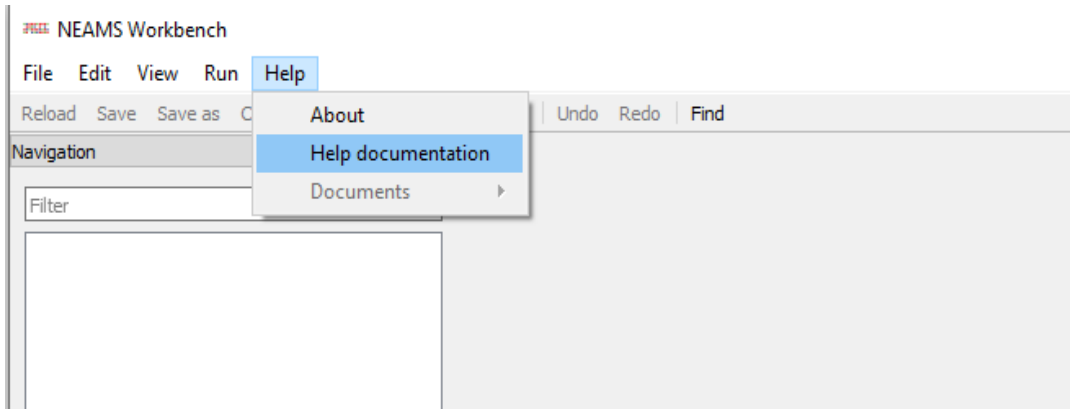 NEAMS Workbench
File Edit View Run Help
Reload Save Save as Undo Redo Find
About
Navigation
Help documentation
Documents
Filter